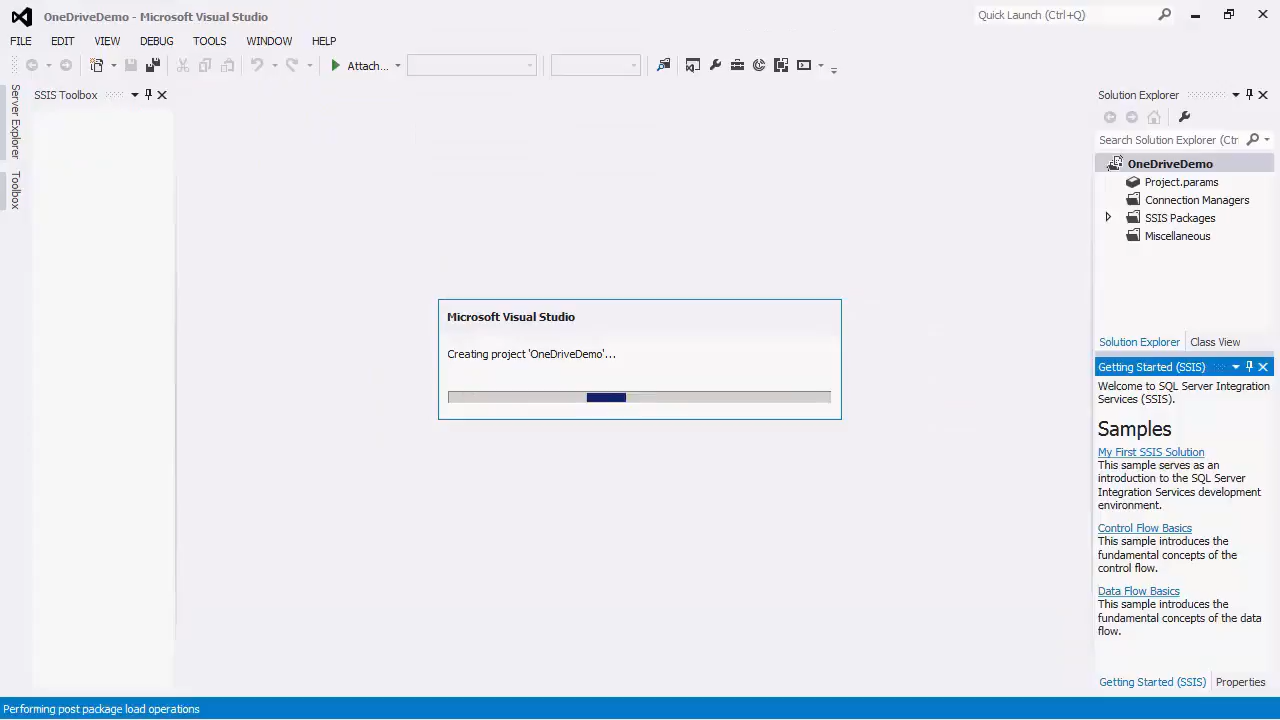 OneDriveDemo - Microsoft Visual Studio
Quick Launch (Ctrl+Q)
FILE EDIT VIEW DEBUG TOOLS WINDOW HELP
Attach...
Server Explorer
Toolbox
SSIS Toolbox
Solution Explorer
Search Solution Explorer (Ctr
OneDriveDemo
Project.params
Connection Managers
SSIS Packages
Miscellaneous
Microsoft Visual Studio
Creating project 'OneDriveDemo'...
Solution Explorer Class View
Getting Started (SSIS)
Welcome to SQL Server Integration
Services (SSIS).
Samples
My First SSIS Solution
This sample serves as an
introduction to the SQL Server
Integration Services development
environment.
Control Flow Basics
This sample introduces the
fundamental concepts of the
control flow.
Data Flow Basics
This sample introduces the
fundamental concepts of the data
flow.
Getting Started (SSIS) Properties
Performing post package load operations